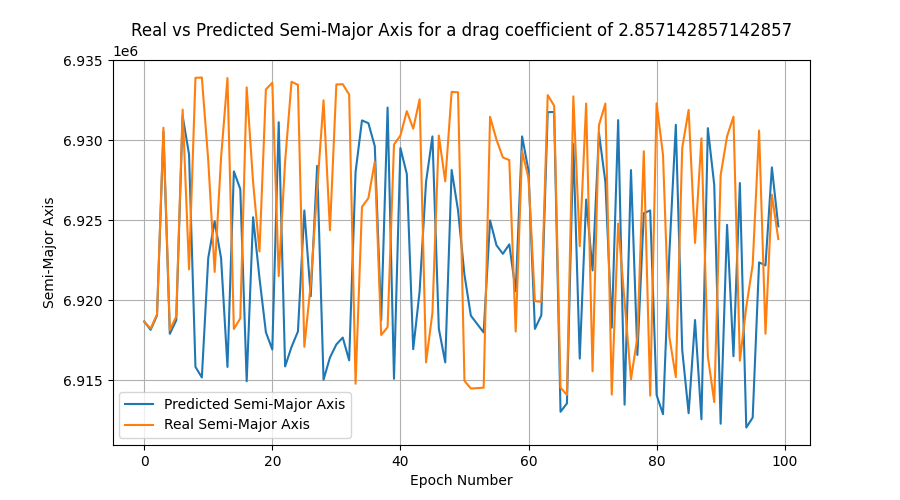 Real vs Predicted Semi-Major Axis for a drag coefficient of 2.857142857142857
1e6
6.935
6.930
6.925
6.920
6.915
Semi-Major Axis
Predicted Semi-Major Axis
Real Semi-Major Axis
0 20 40 60 80 100
Epoch Number